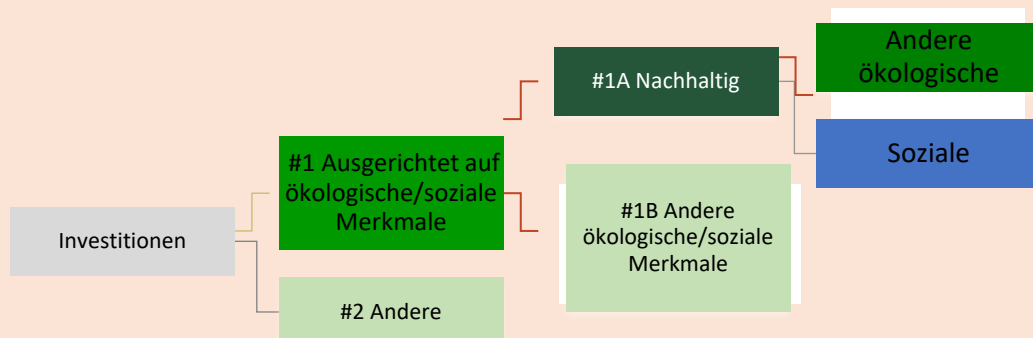 Investitionen
#1 Ausgerichtet auf
ökologische/soziale
Merkmale
#2 Andere
#1A Nachhaltig
#1B Andere
ökologische/soziale
Merkmale
Andere
ökologische
Soziale